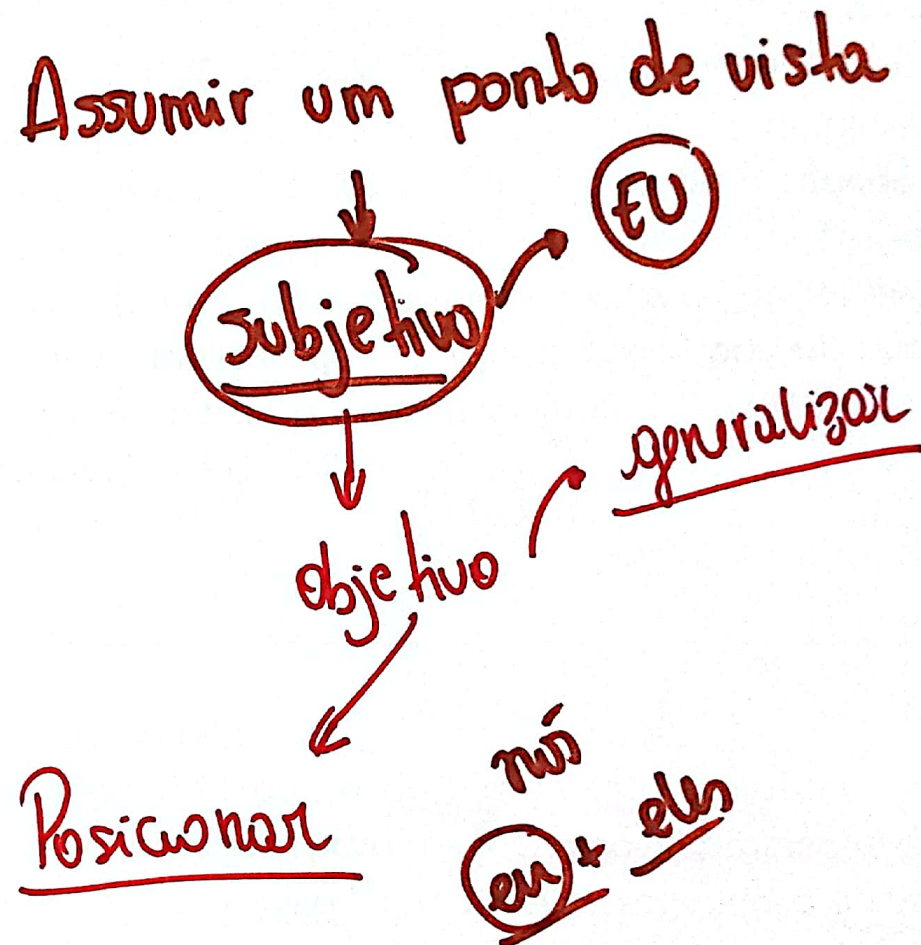 Assumir um ponto de vista
EU
subjetivo
generalizar
objetivo
nós
Posicionar
eu + eles